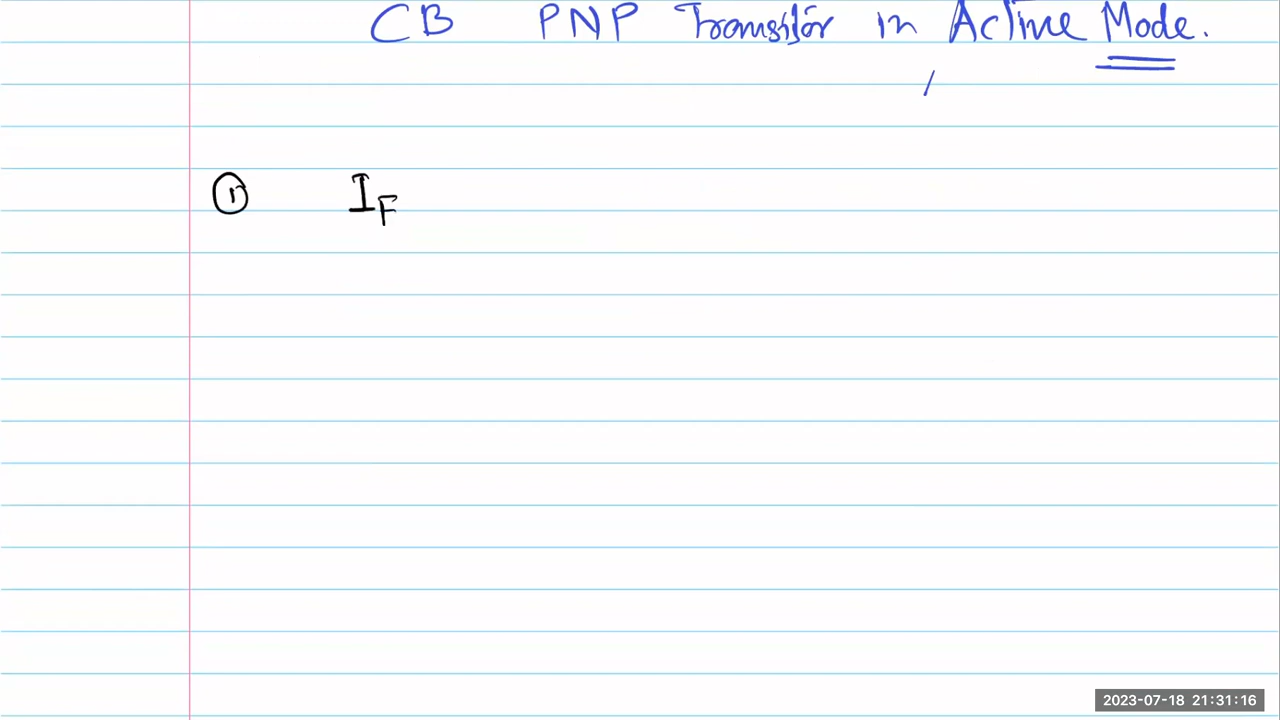 CB PNP Transistor in Active Mode.
① I_F
2023-07-18 21:31:16